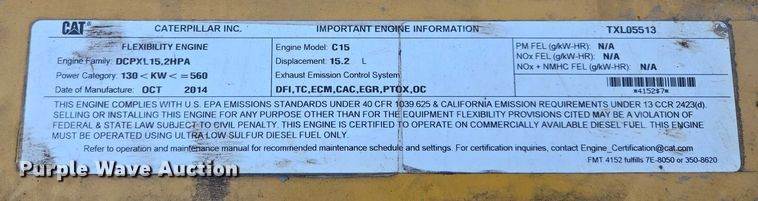 CAT CATERPILLAR INC. IMPORTANT ENGINE INFORMATION TXL05513
FLEXIBILITY ENGINE
Engine Family: DCPXL15.2HPA
Power Category: 130 < KW < =560
Date of Manufacture: OCT 2014
Engine Model: C15
Displacement: 15.2 L
Exhaust Emission Control System:
DFI,TC,ECM,CAC,EGR,PTOX,OC
PM FEL (g/kW-HR): N/A
NOx FEL (g/kW-HR): N/A
NOx + NMHC FEL (g/kW-HR): N/A
*4152$7*
THIS ENGINE COMPLIES WITH U.S. EPA EMISSIONS STANDARDS UNDER 40 CFR 1039.625 & CALIFORNIA EMISSION REQUIREMENTS UNDER 13 CCR 2423(d).
SELLING OR INSTALLING THIS ENGINE FOR ANY PURPOSE OTHER THAN FOR THE EQUIPMENT FLEXIBILITY PROVISIONS CITED MAY BE A VIOLATION OF
FEDERAL & STATE LAW SUBJECT TO CIVIL PENALTY. THIS ENGINE IS CERTIFIED TO OPERATE ON COMMERCIALLY AVAILABLE DIESEL FUEL. THIS ENGINE
MUST BE OPERATED USING ULTRA LOW SULFUR DIESEL FUEL ONLY.
Refer to operation and maintenance manual for recommended maintenance schedule and settings. For certification inquiries, contact Engine_Certification@cat.com
FMT 4152 fulfills 7E-8050 or 350-8620
Purple Wave Auction